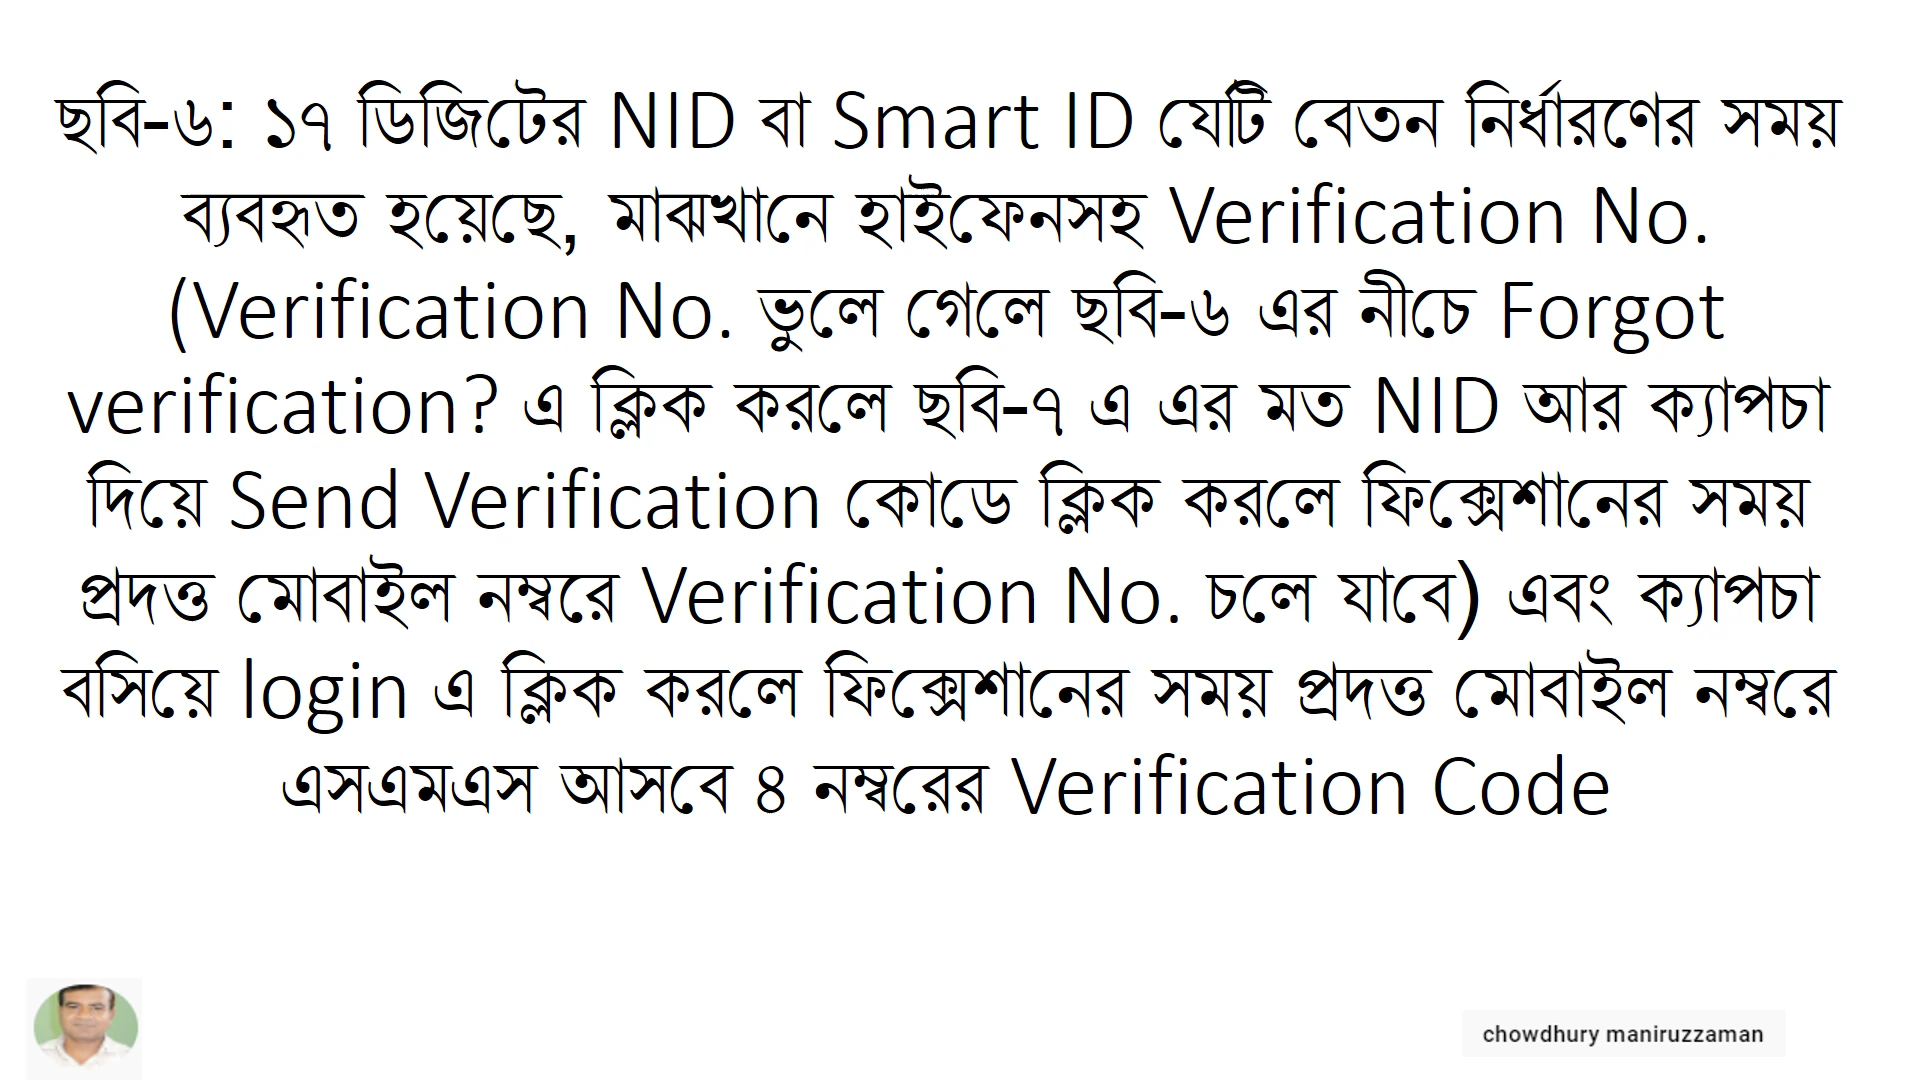 ছবি-৬: ১৭ ডিজিটের NID বা Smart ID যেটি বেতন নির্ধারণের সময়
ব্যবহৃত হয়েছে, মাঝখানে হাইফেনসহ Verification No.
(Verification No. ভুলে গেলে ছবি-৬ এর নীচে Forgot
verification? এ ক্লিক করলে ছবি-৭ এ এর মত NID আর ক্যাপচা
দিয়ে Send Verification কোডে ক্লিক করলে ফিক্সেশানের সময়
প্রদত্ত মোবাইল নম্বরে Verification No. চলে যাবে) এবং ক্যাপচা
বসিয়ে login এ ক্লিক করলে ফিক্সেশানের সময় প্রদত্ত মোবাইল নম্বরে
এসএমএস আসবে ৪ নম্বরের Verification Code
chowdhury maniruzzaman